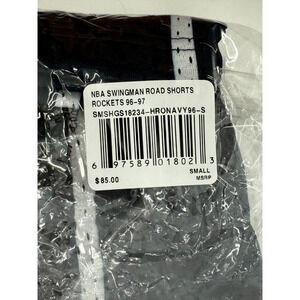 NBA SWINGMAN ROAD SHORTS
ROCKETS 96-97
SMSHGS18234-HRONAVY96-S
6 97589 01802 3
SMALL
$85.00 MSRP